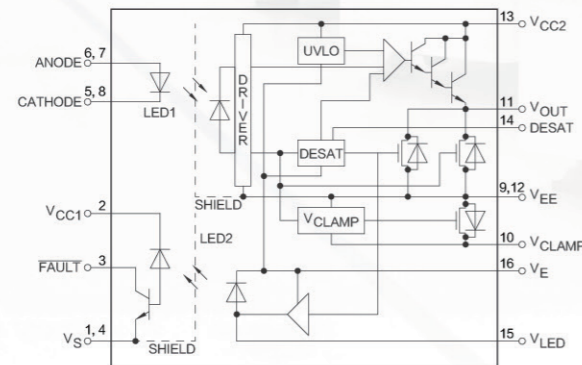 13 VCC2
UVLO
6, 7
ANODE
DRIVER
5, 8
CATHODE
LED1
11 VOUT
14 DESAT
DESAT
9,12 VEE
SHIELD
2
VCC1
VCLAMP
LED2
10 VCLAMP
3
FAULT
16 VE
1, 4
VS
15 VLED
SHIELD